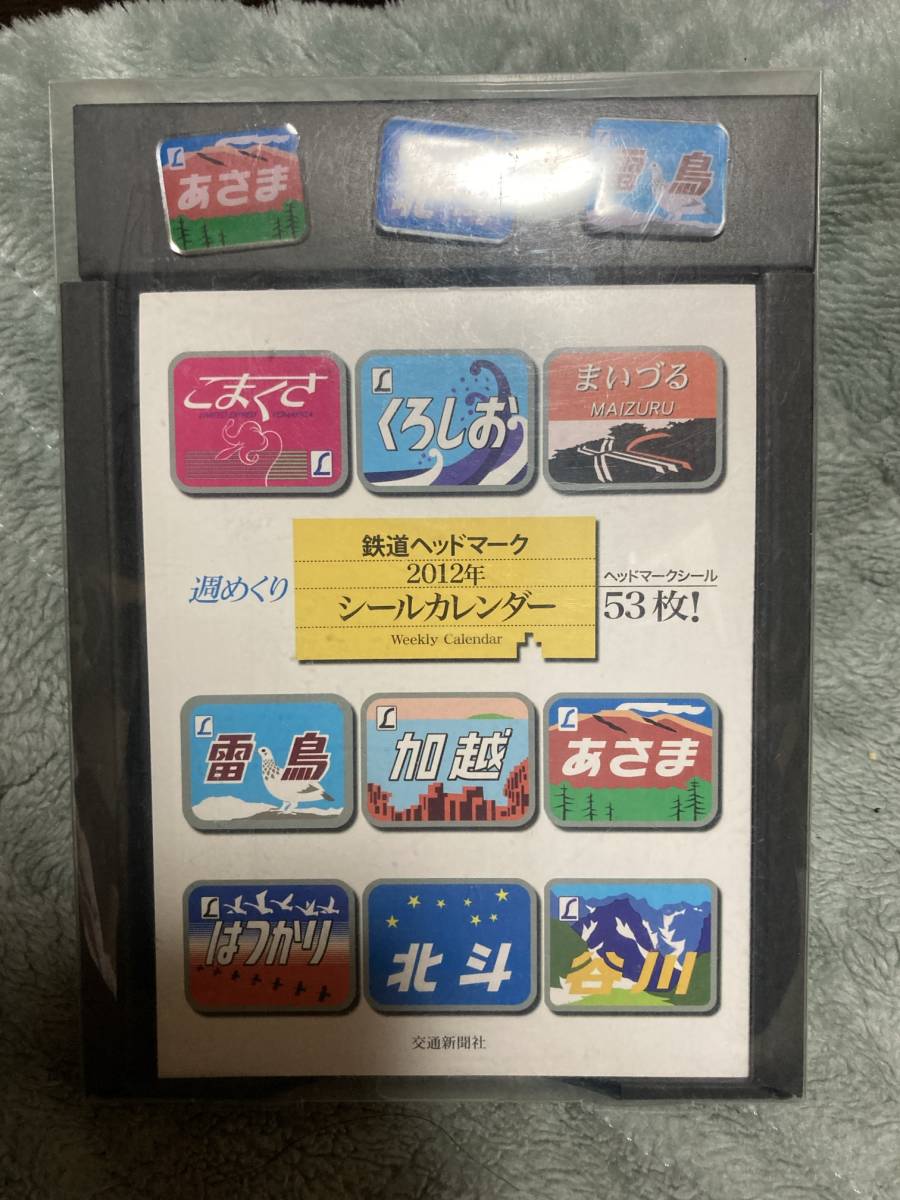 あさま
雷鳥
こまくさ
くろしお
まいづる
MAIZURU
鉄道ヘッドマーク
2012年
シールカレンダー
Weekly Calendar
週めくり
ヘッドマークシール
53枚!
雷鳥
加越
あさま
はつかり
北斗
谷川
交通新聞社